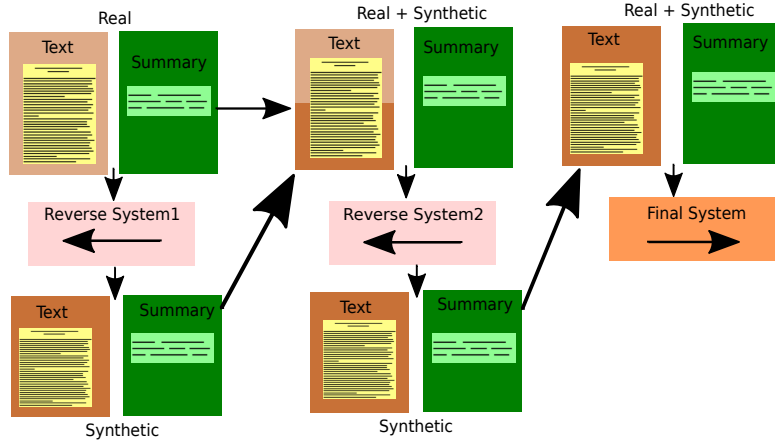 Real
Text
Summary
Reverse System1
Text
Summary
Synthetic
Real + Synthetic
Text
Summary
Reverse System2
Text
Summary
Synthetic
Real + Synthetic
Text
Summary
Final System